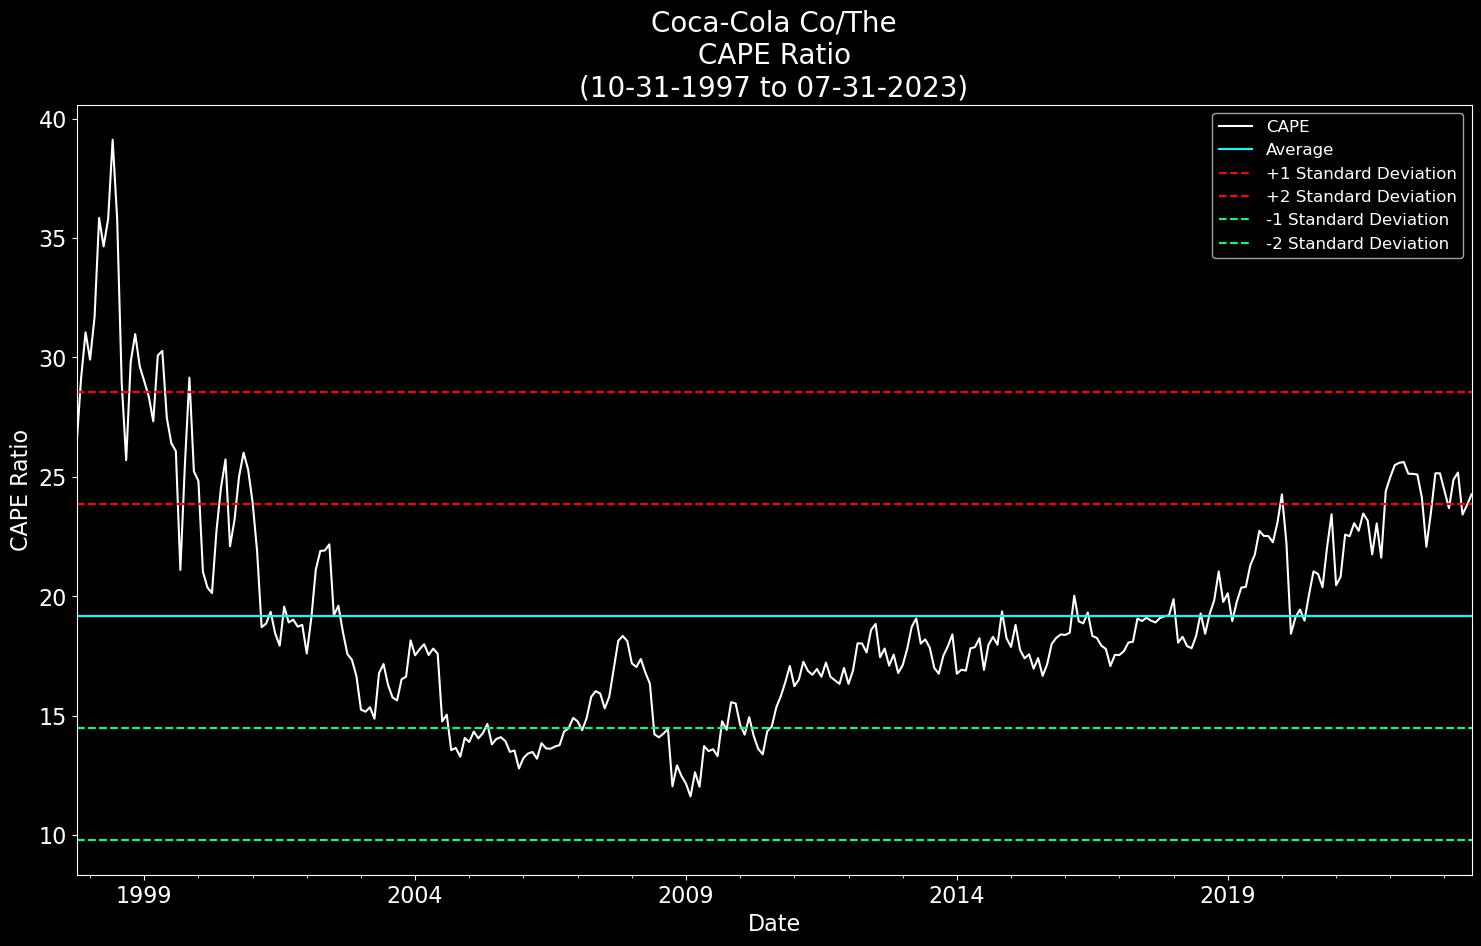 Coca-Cola Co/The
CAPE Ratio
(10-31-1997 to 07-31-2023)
CAPE
Average
+1 Standard Deviation
+2 Standard Deviation
-1 Standard Deviation
-2 Standard Deviation
CAPE Ratio
40
35
30
25
20
15
10
1999
2004
2009
2014
2019
Date